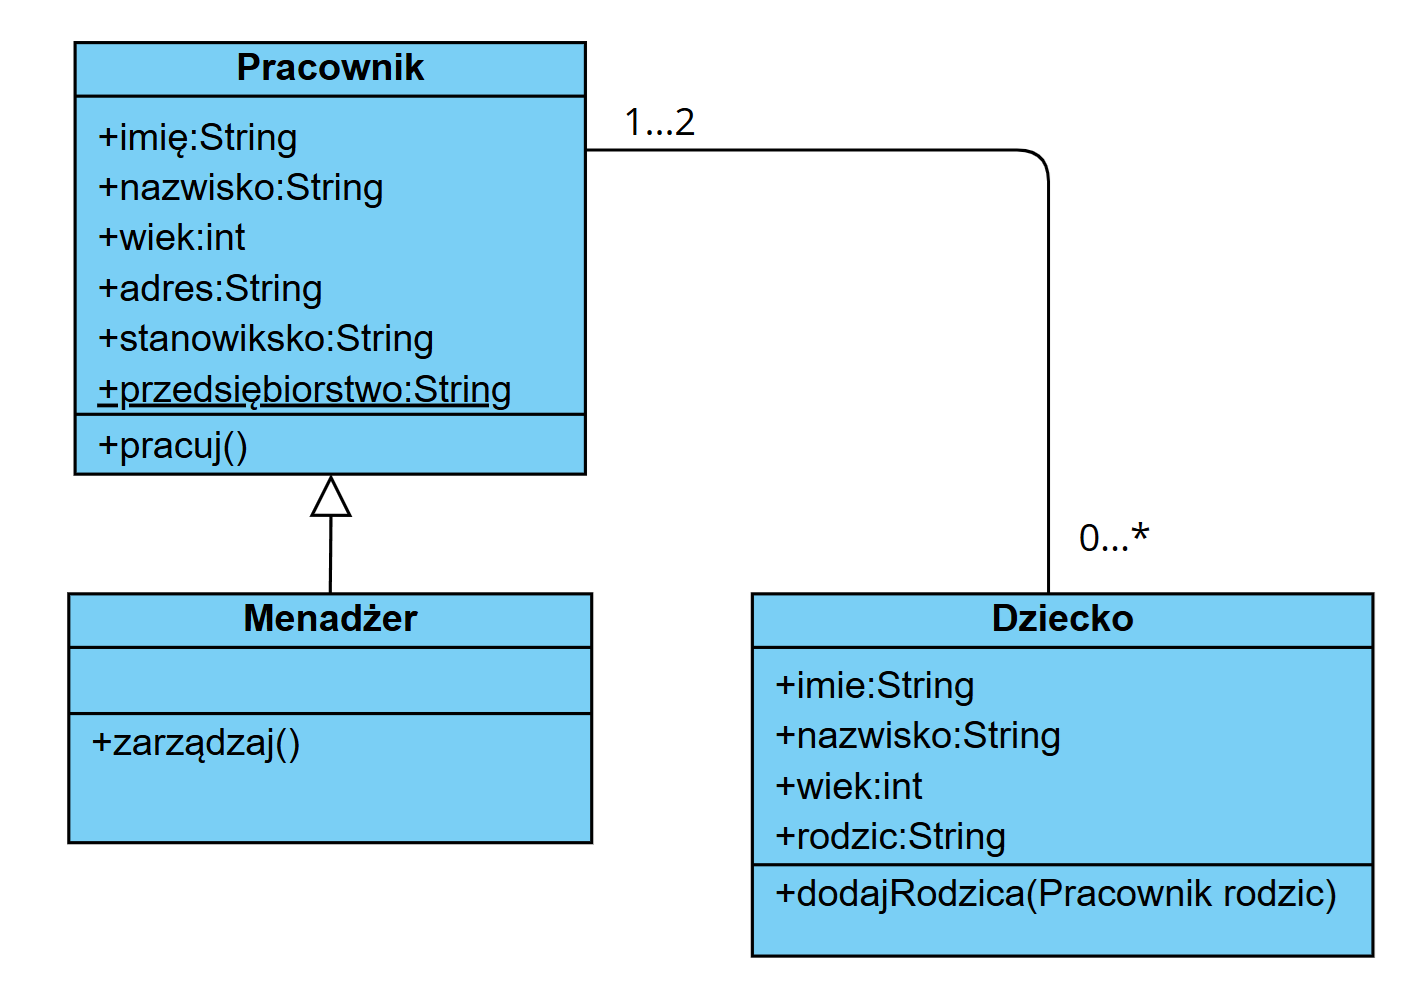 Pracownik
+imię:String
+nazwisko:String
+wiek:int
+adres:String
+stanowiksko:String
+przedsiębiorstwo:String
+pracuj()
1...2
0...*
Menadżer
+zarządzaj()
Dziecko
+imie:String
+nazwisko:String
+wiek:int
+rodzic:String
+dodajRodzica(Pracownik rodzic)